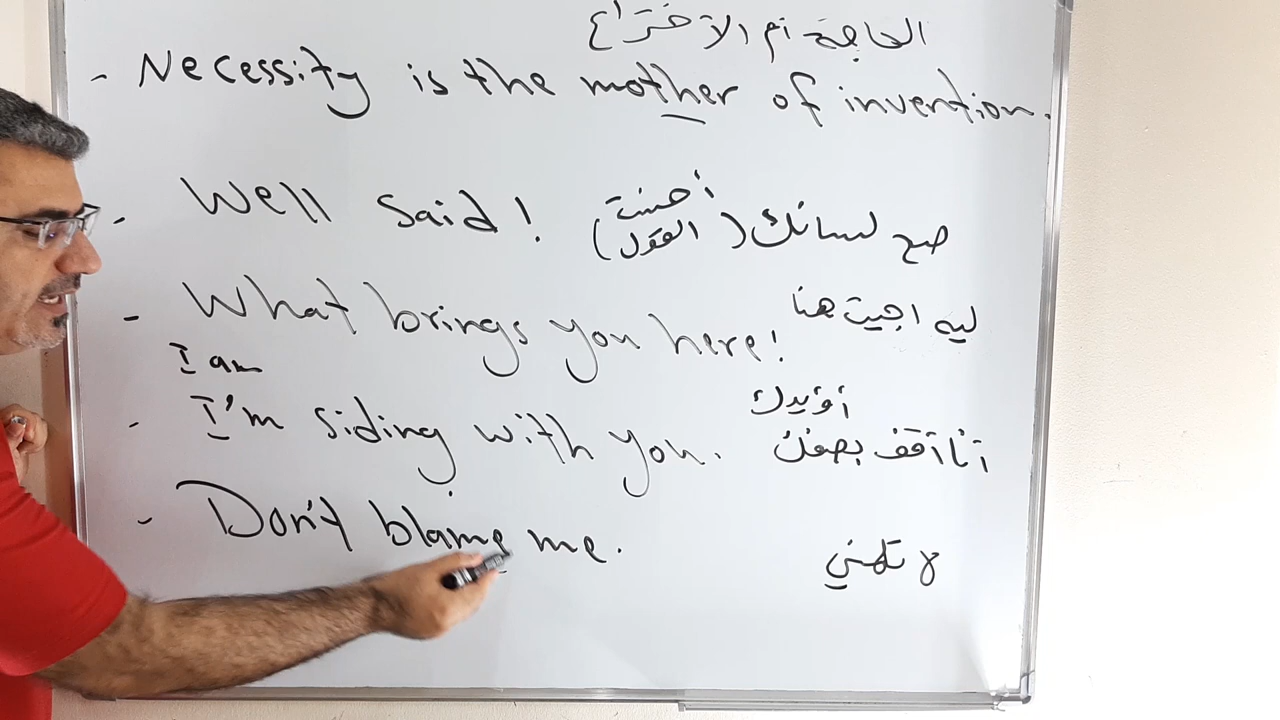 الحاجة أم الاختراع
- Necessity is the mother of invention.
- Well said! صح لسانك (أحسنت القول)
- What brings you here! ليه اجيت هنا
I am
أؤيدك
- I'm siding with you. أنا أقف بصفك
- Don't blame me. لا تلمني